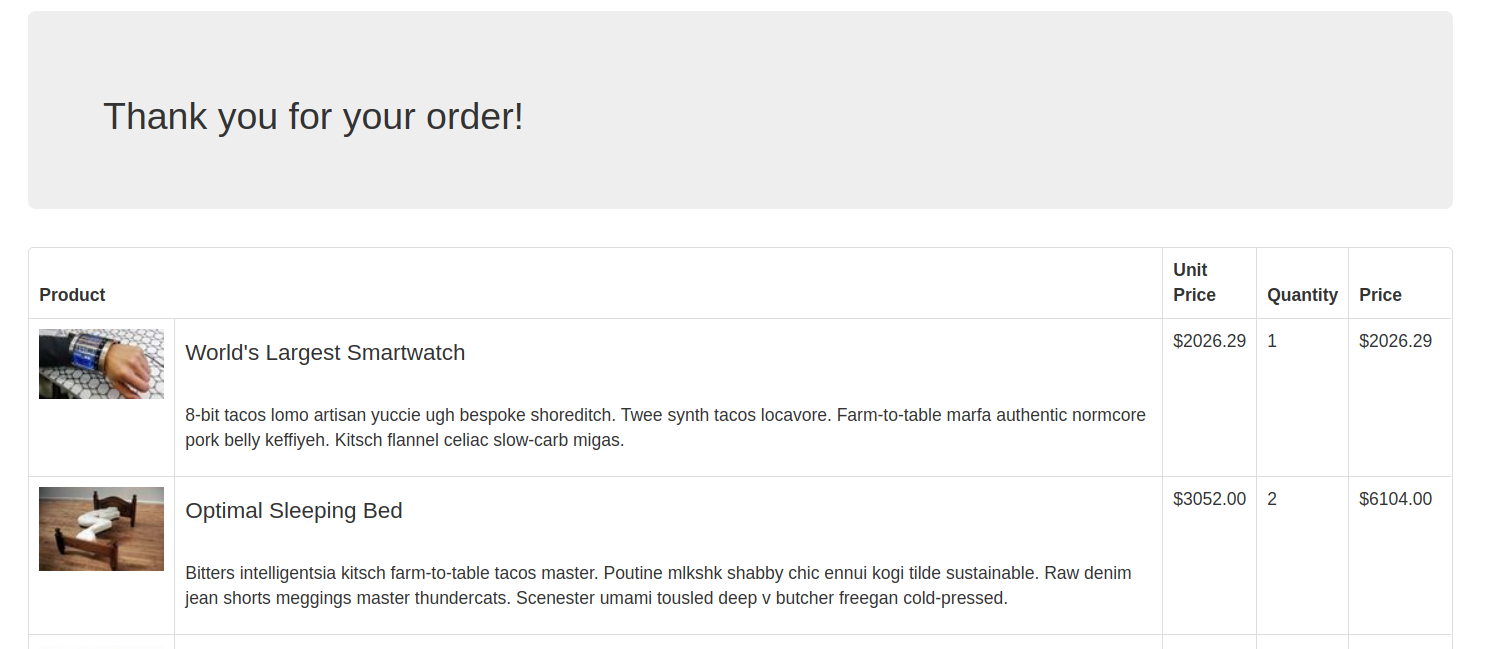 Thank you for your order!
Product
Unit
Price
Quantity
Price
World's Largest Smartwatch
8-bit tacos lomo artisan yuccie ugh bespoke shoreditch. Twee synth tacos locavore. Farm-to-table marfa authentic normcore
pork belly keffiyeh. Kitsch flannel celiac slow-carb migas.
$2026.29
1
$2026.29
Optimal Sleeping Bed
Bitters intelligentsia kitsch farm-to-table tacos master. Poutine mlkshk shabby chic ennui kogi tilde sustainable. Raw denim
jean shorts meggings master thundercats. Scenester umami tousled deep v butcher freegan cold-pressed.
$3052.00
2
$6104.00